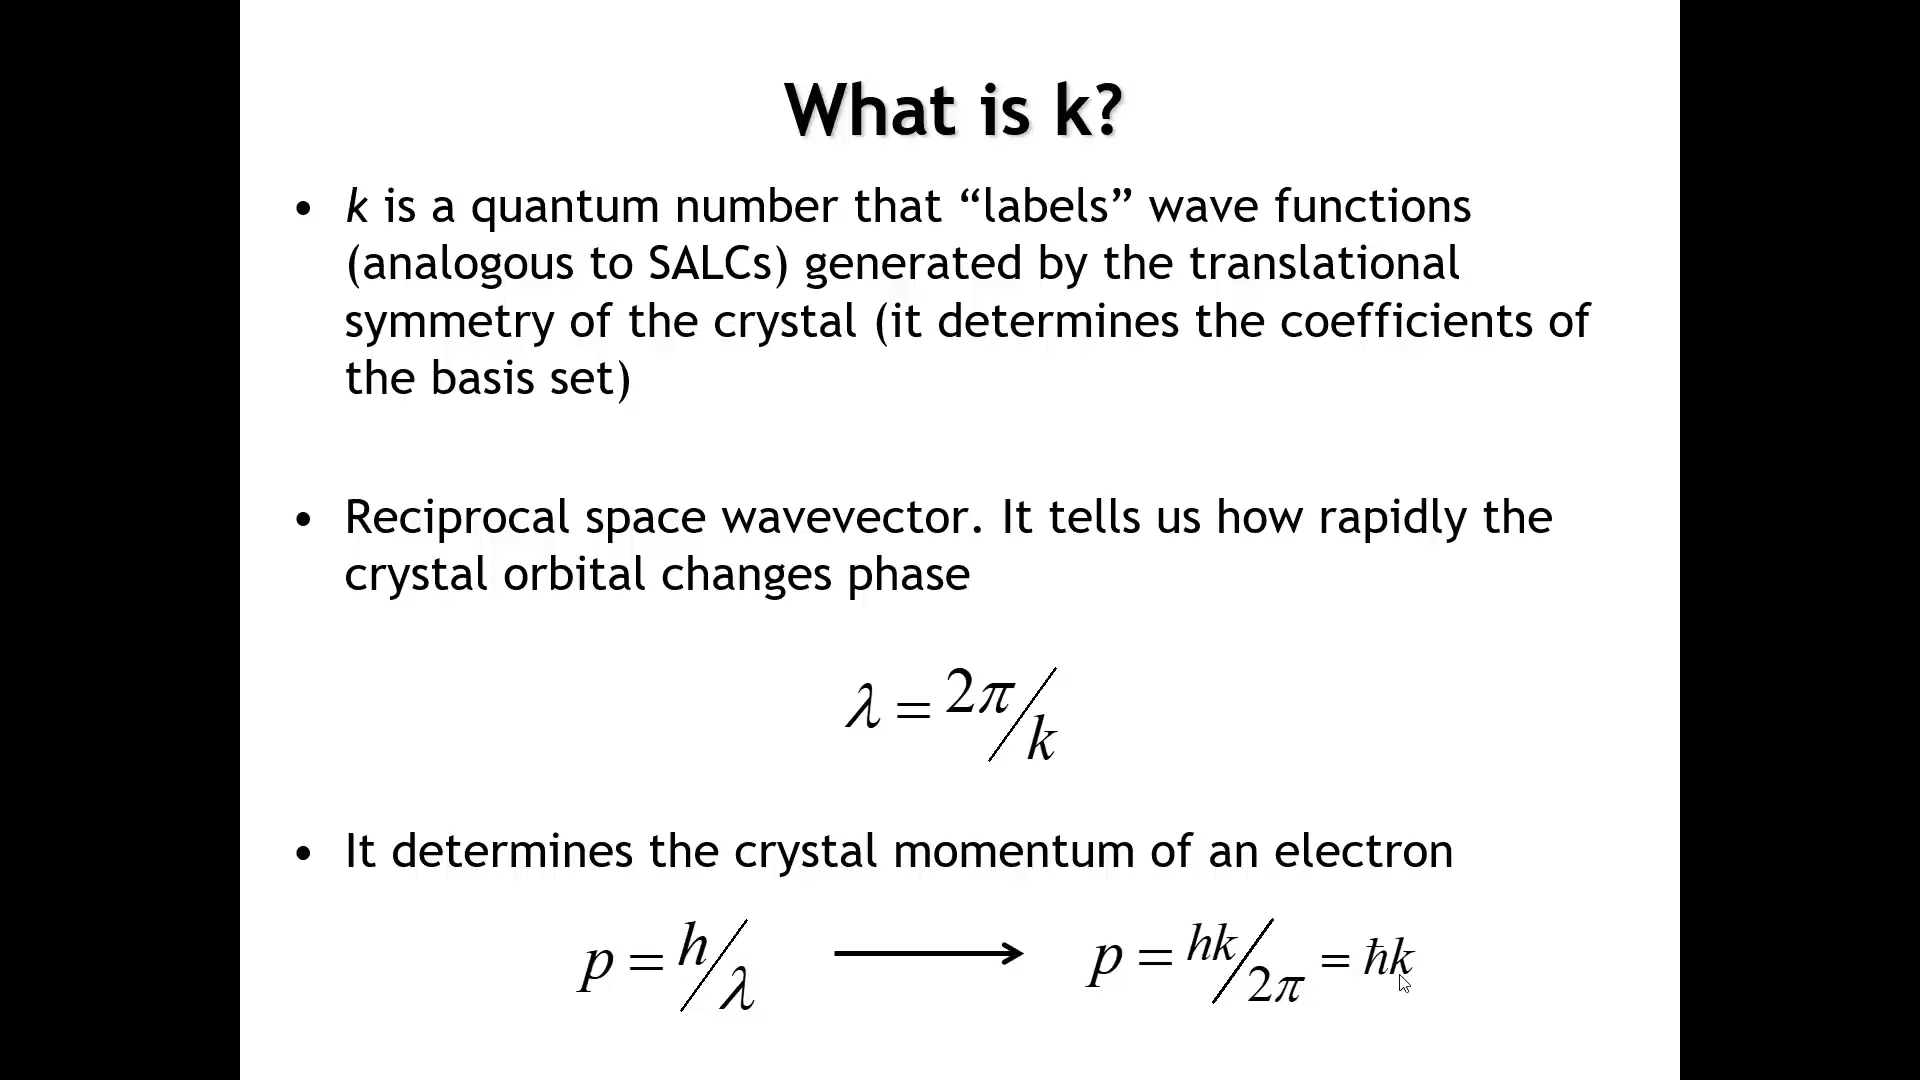 What is k?
• k is a quantum number that “labels” wave functions
(analogous to SALCs) generated by the translational
symmetry of the crystal (it determines the coefficients of
the basis set)
• Reciprocal space wavevector. It tells us how rapidly the
crystal orbital changes phase
λ = 2π/k
• It determines the crystal momentum of an electron
p = h/λ → p = hk/2π = ħk